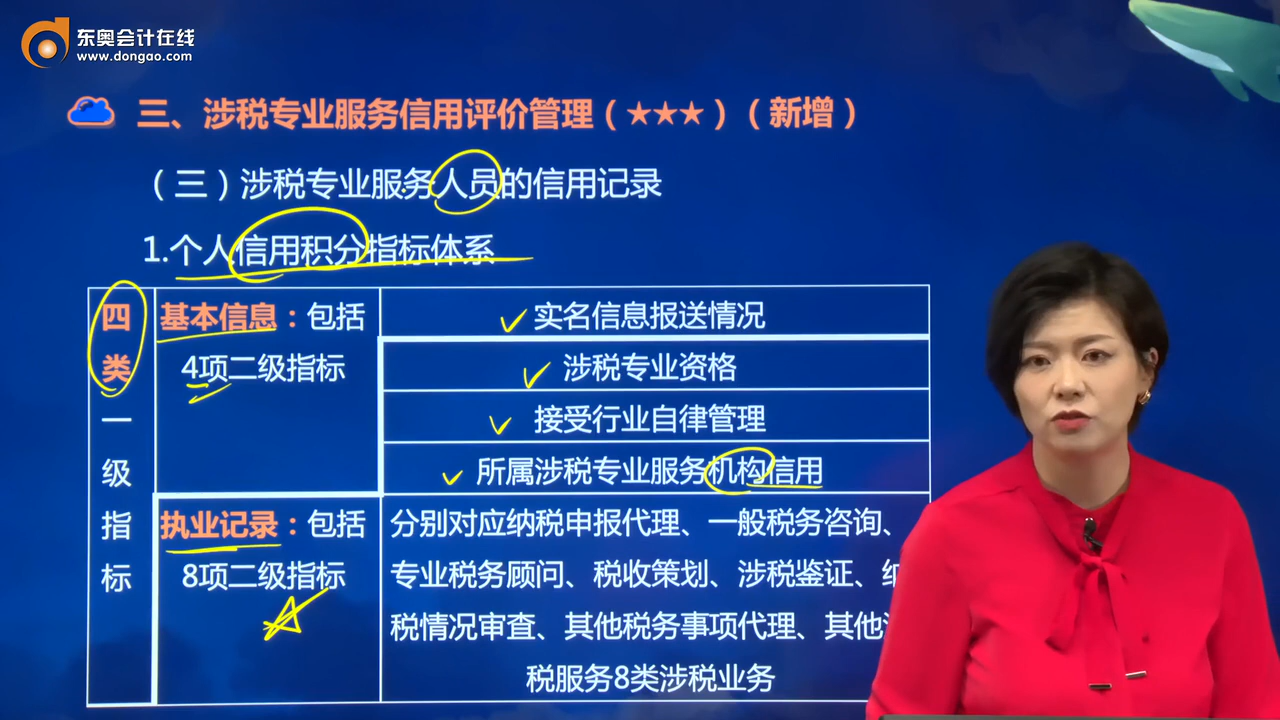 东奥会计在线
www.dongao.com
三、涉税专业服务信用评价管理（★★★）（新增）
（三）涉税专业服务人员的信用记录
1.个人信用积分指标体系
四类一级指标
基本信息：包括
4项二级指标
实名信息报送情况
涉税专业资格
接受行业自律管理
所属涉税专业服务机构信用
执业记录：包括
8项二级指标
分别对应纳税申报代理、一般税务咨询、
专业税务顾问、税收策划、涉税鉴证、
税情况审查、其他税务事项代理、其他
税服务8类涉税业务